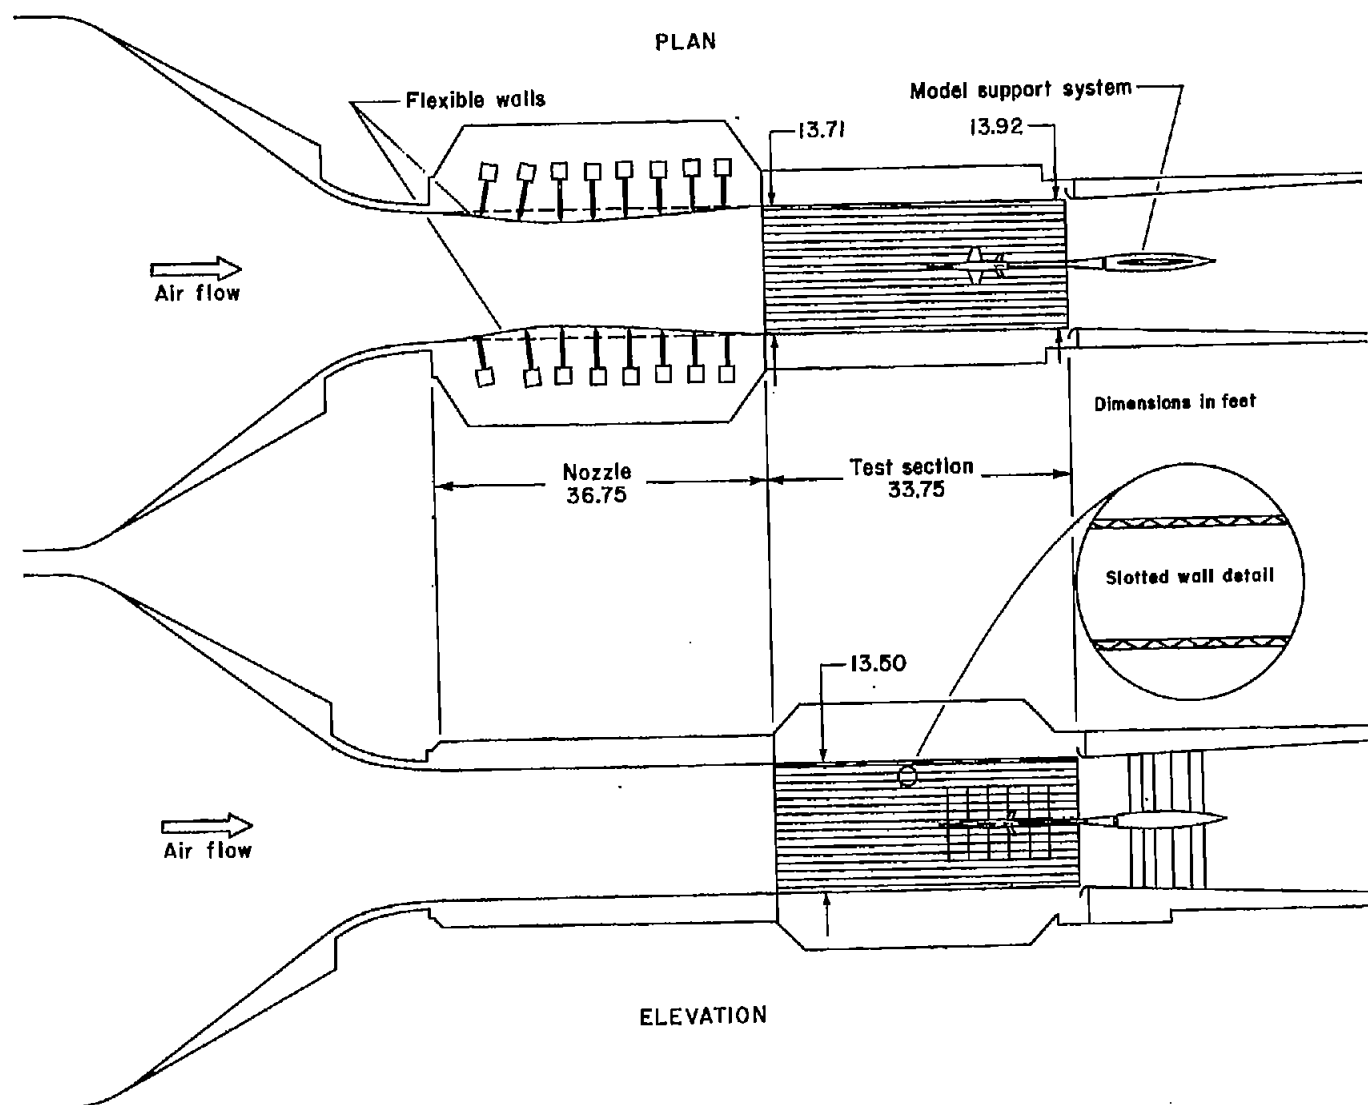 PLAN
Flexible walls
Model support system
13.71
13.92
Air flow
Dimensions in feet
Nozzle
36.75
Test section
33.75
Slotted wall detail
13.50
Air flow
ELEVATION